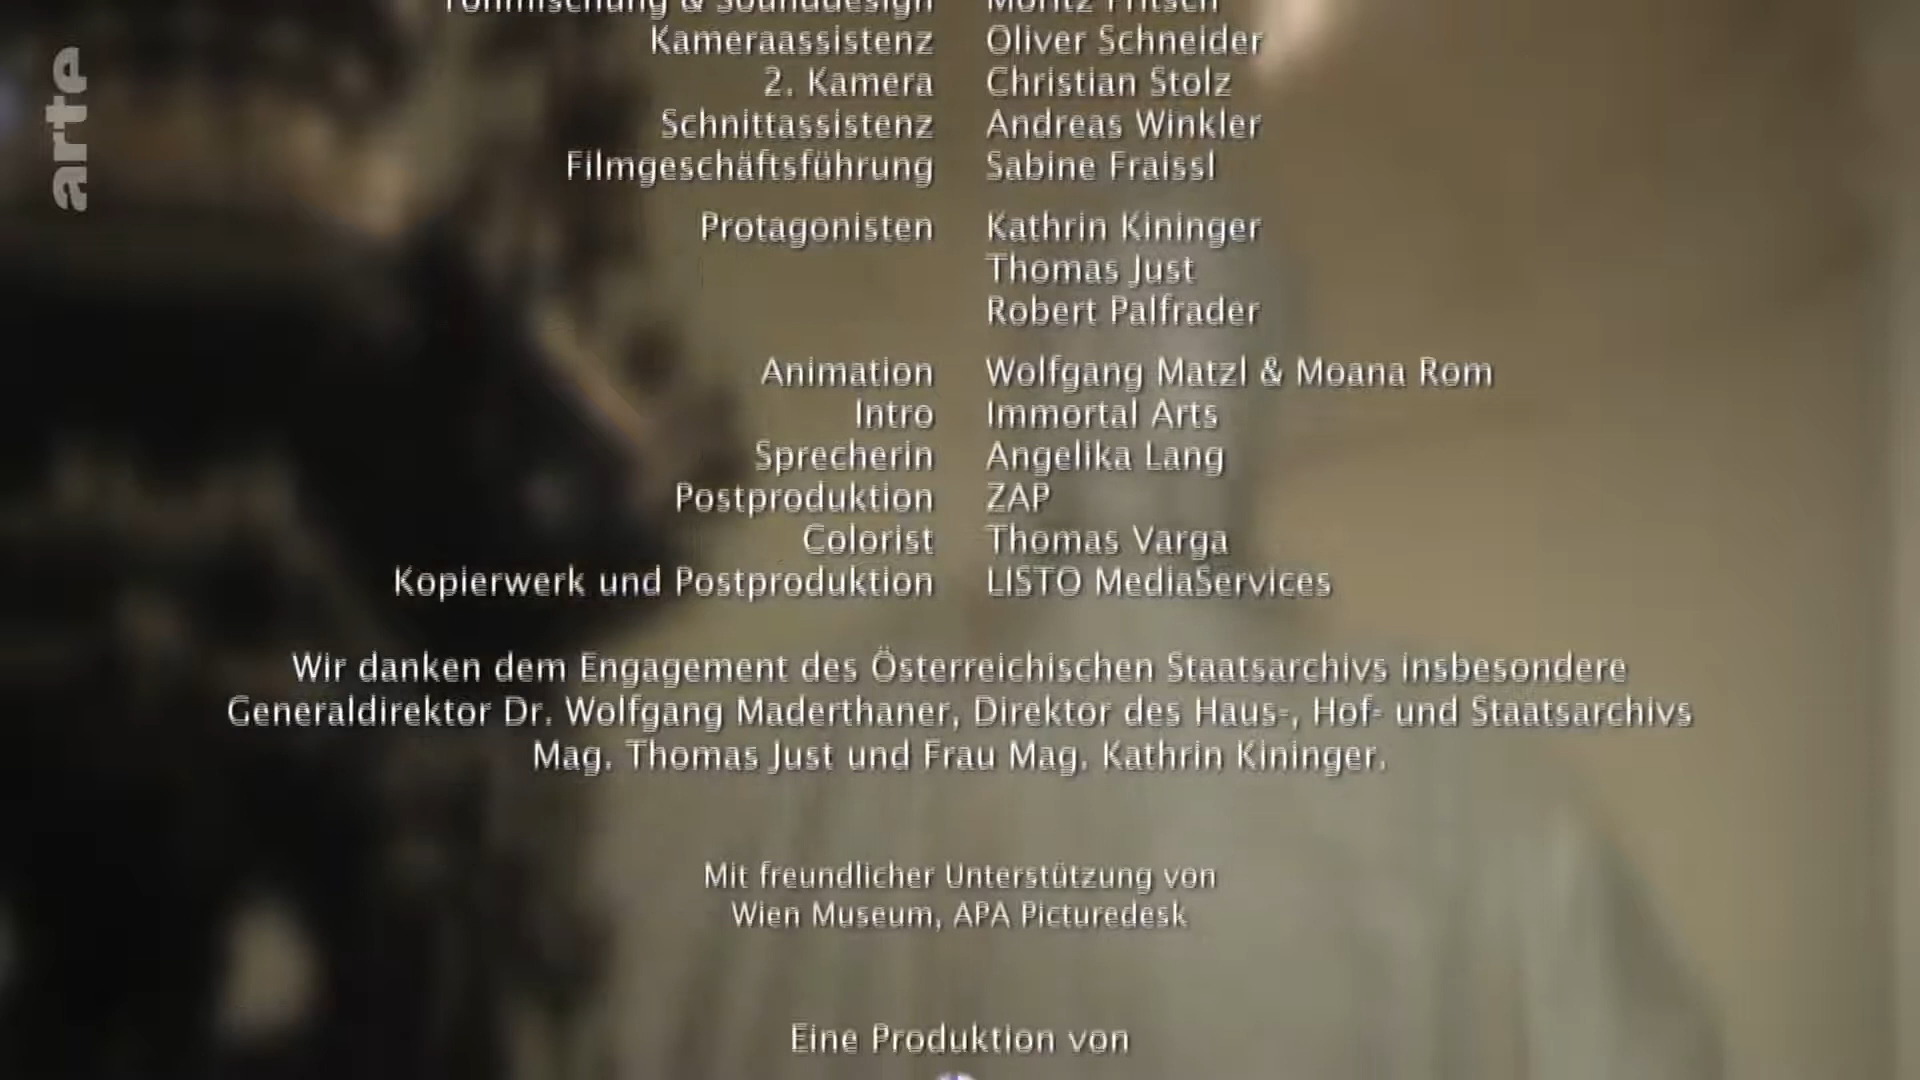 arte
Tonmischung & Sounddesign Moritz Fritsch
Kameraassistenz Oliver Schneider
2. Kamera Christian Stolz
Schnittassistenz Andreas Winkler
Filmgeschäftsführung Sabine Fraissl
Protagonisten Kathrin Kininger
Thomas Just
Robert Palfrader
Animation Wolfgang Matzl & Moana Rom
Intro Immortal Arts
Sprecherin Angelika Lang
Postproduktion ZAP
Colorist Thomas Varga
Kopierwerk und Postproduktion LISTO MediaServices
Wir danken dem Engagement des Österreichischen Staatsarchivs insbesondere
Generaldirektor Dr. Wolfgang Maderthaner, Direktor des Haus-, Hof- und Staatsarchivs
Mag. Thomas Just und Frau Mag. Kathrin Kininger.
Mit freundlicher Unterstützung von
Wien Museum, APA Picturedesk
Eine Produktion von